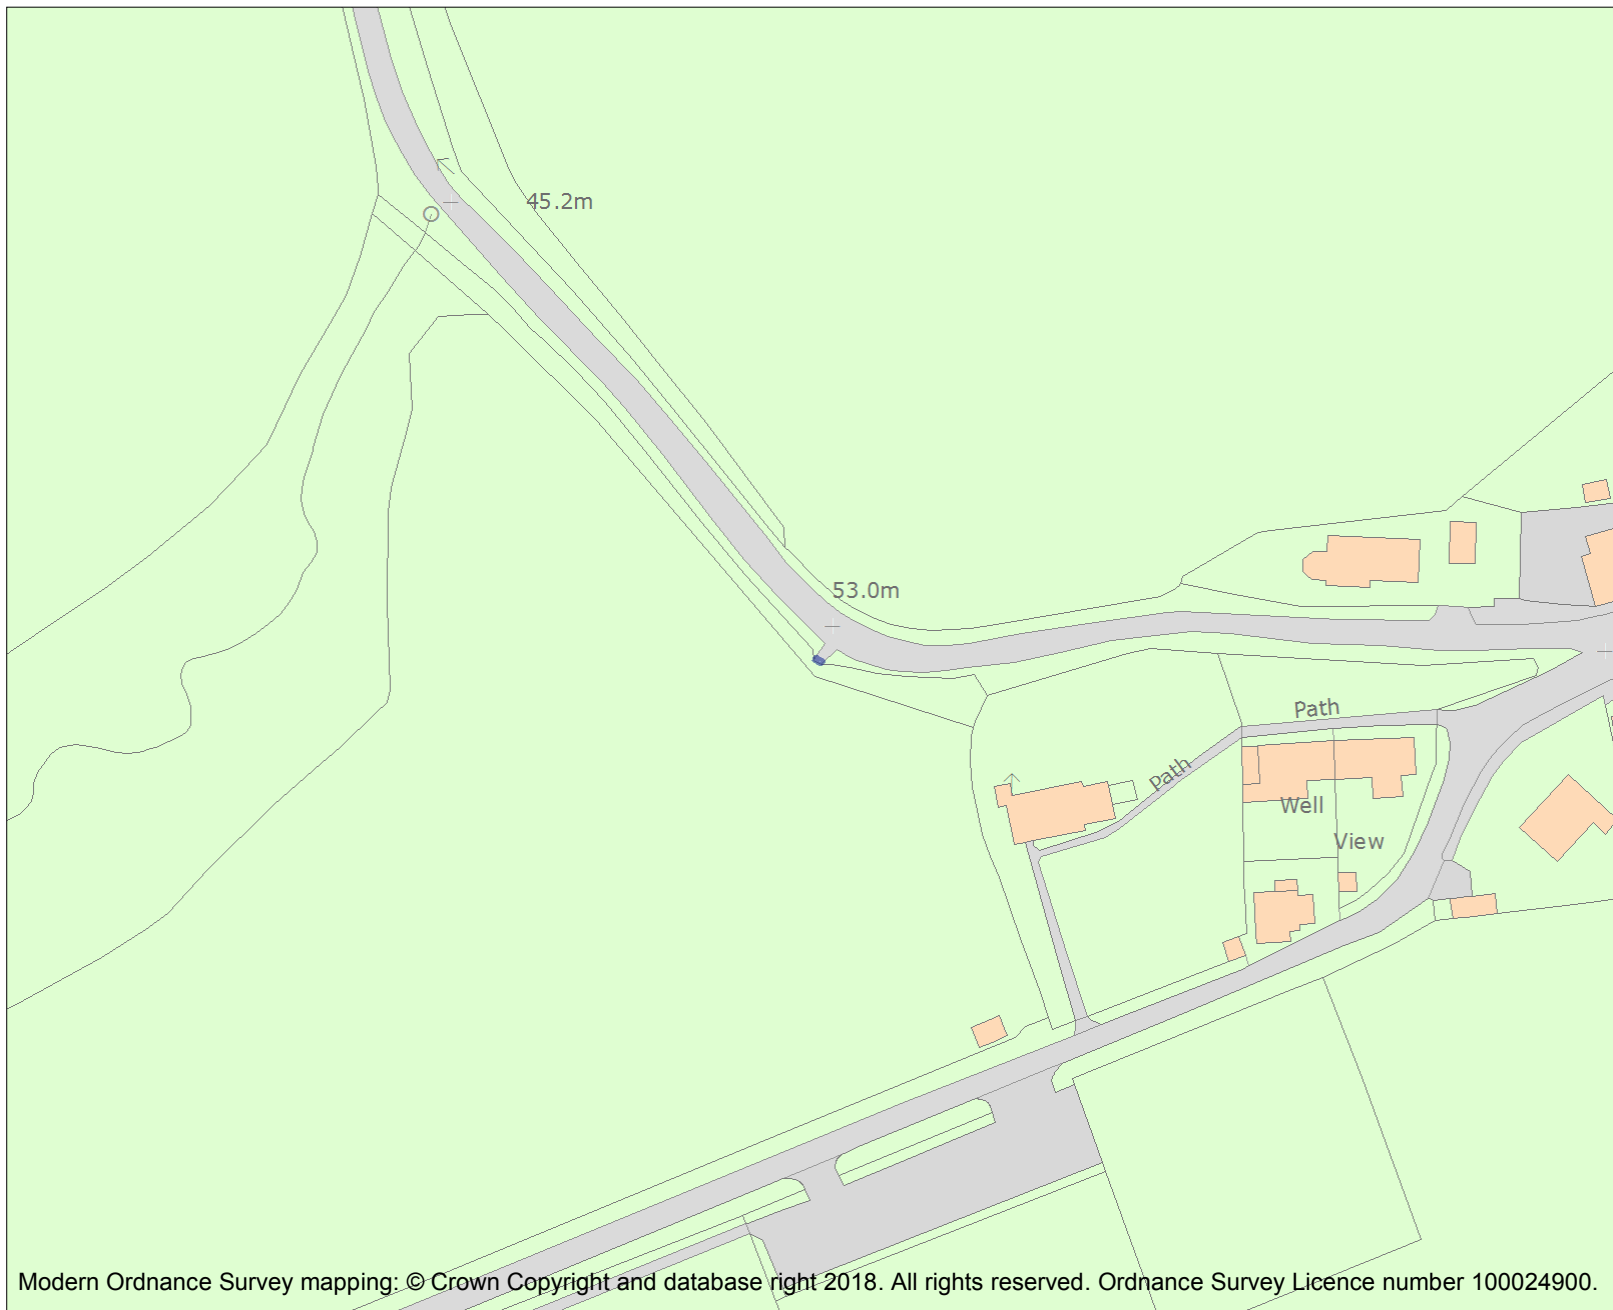 45.2m
53.0m
Path
Path
Well
View
Modern Ordnance Survey mapping: © Crown Copyright and database right 2018. All rights reserved. Ordnance Survey Licence number 100024900.